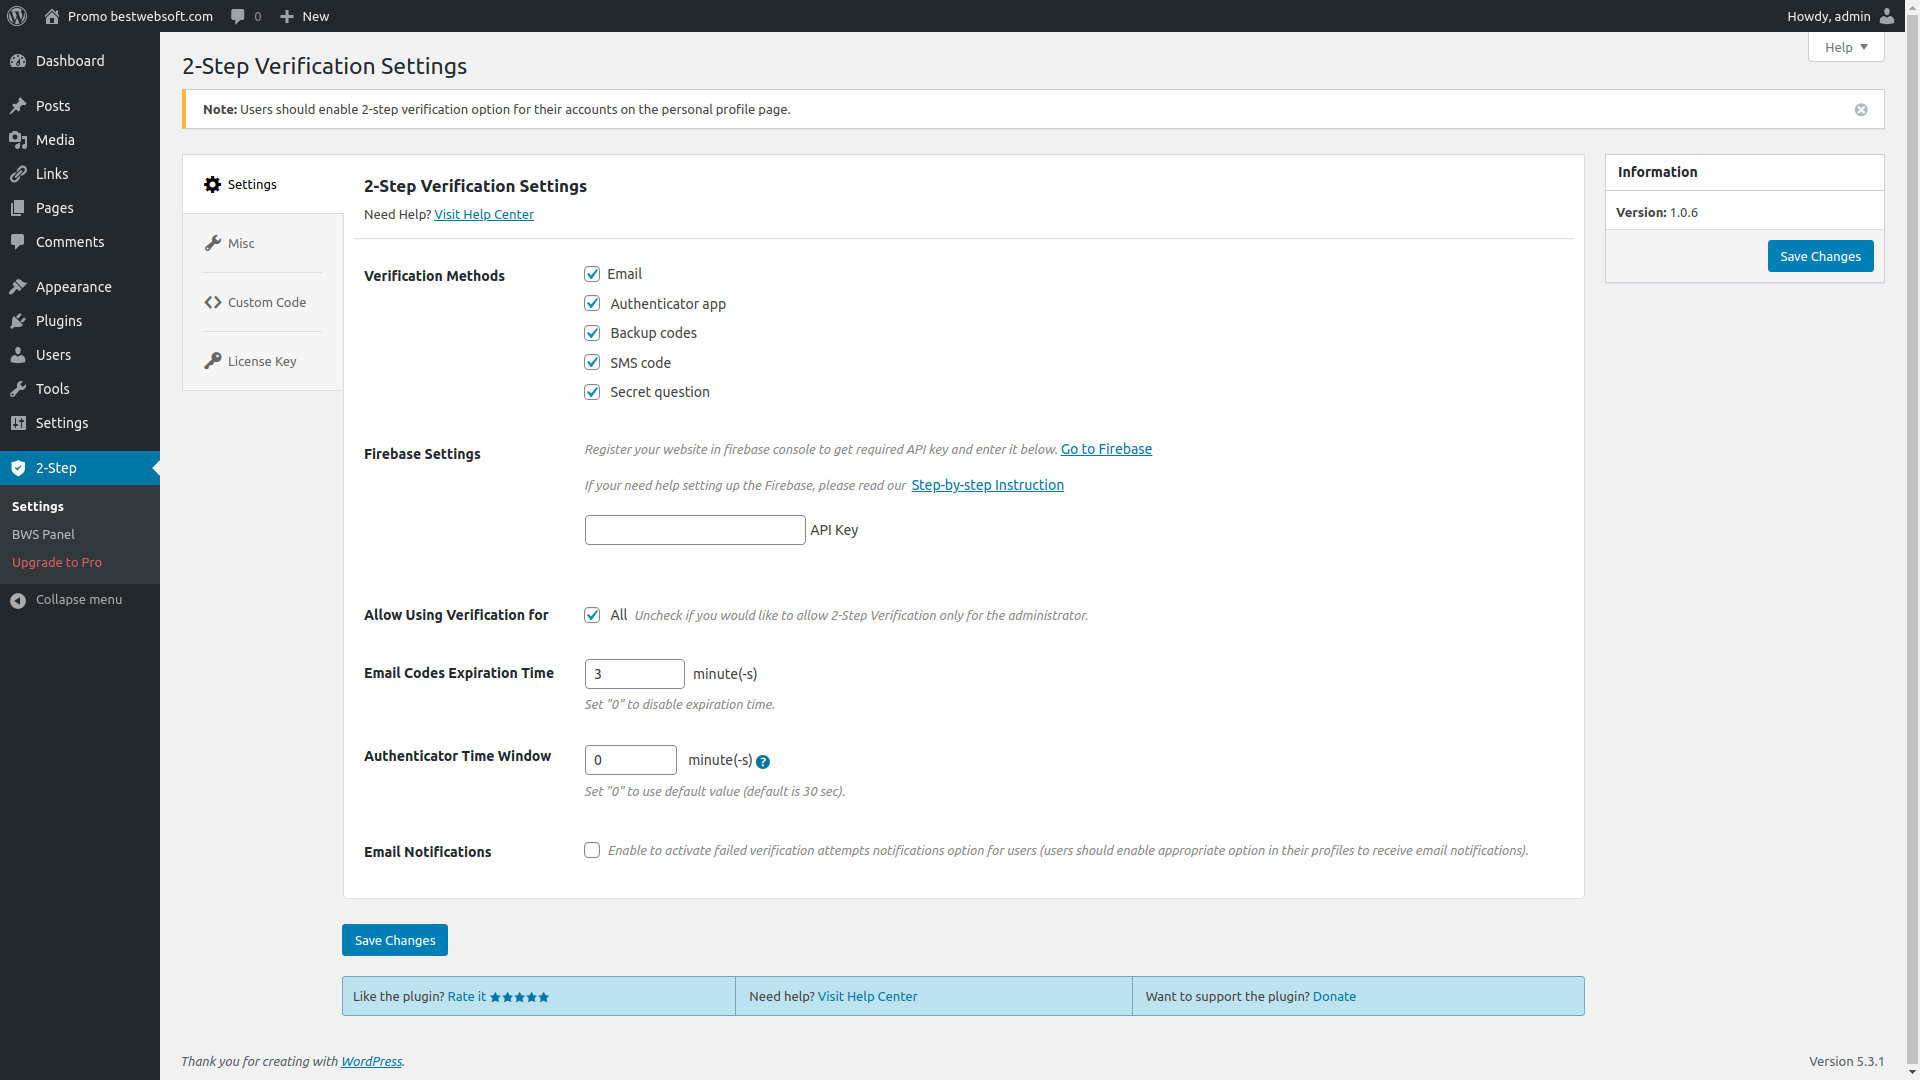 Promo bestwebsoft.com 0 New Howdy, admin
Dashboard
Posts
Media
Links
Pages
Comments
Appearance
Plugins
Users
Tools
Settings
2-Step
Settings
BWS Panel
Upgrade to Pro
Collapse menu
Help
2-Step Verification Settings
Note: Users should enable 2-step verification option for their accounts on the personal profile page.
Settings
Misc
Custom Code
License Key
2-Step Verification Settings
Need Help? Visit Help Center
Verification Methods
Email
Authenticator app
Backup codes
SMS code
Secret question
Firebase Settings
Register your website in firebase console to get required API key and enter it below. Go to Firebase
If your need help setting up the Firebase, please read our Step-by-step Instruction
API Key
Allow Using Verification for
All Uncheck if you would like to allow 2-Step Verification only for the administrator.
Email Codes Expiration Time
3 minute(-s)
Set "0" to disable expiration time.
Authenticator Time Window
0 minute(-s) ?
Set "0" to use default value (default is 30 sec).
Email Notifications
Enable to activate failed verification attempts notifications option for users (users should enable appropriate option in their profiles to receive email notifications).
Information
Version: 1.0.6
Save Changes
Save Changes
Like the plugin? Rate it ★★★★★
Need help? Visit Help Center
Want to support the plugin? Donate
Thank you for creating with WordPress.
Version 5.3.1